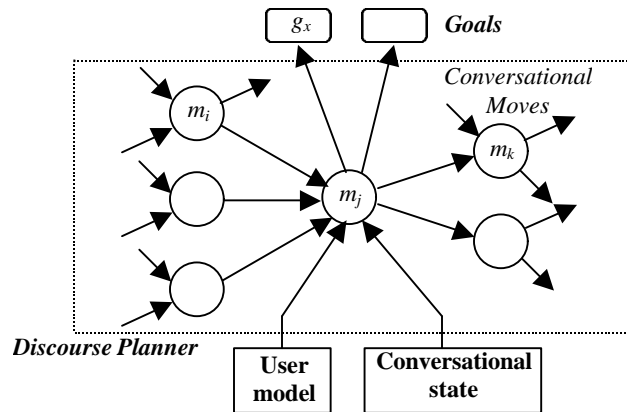 g_x
Goals
Conversational
Moves
m_i
m_k
m_j
Discourse Planner
User
model
Conversational
state